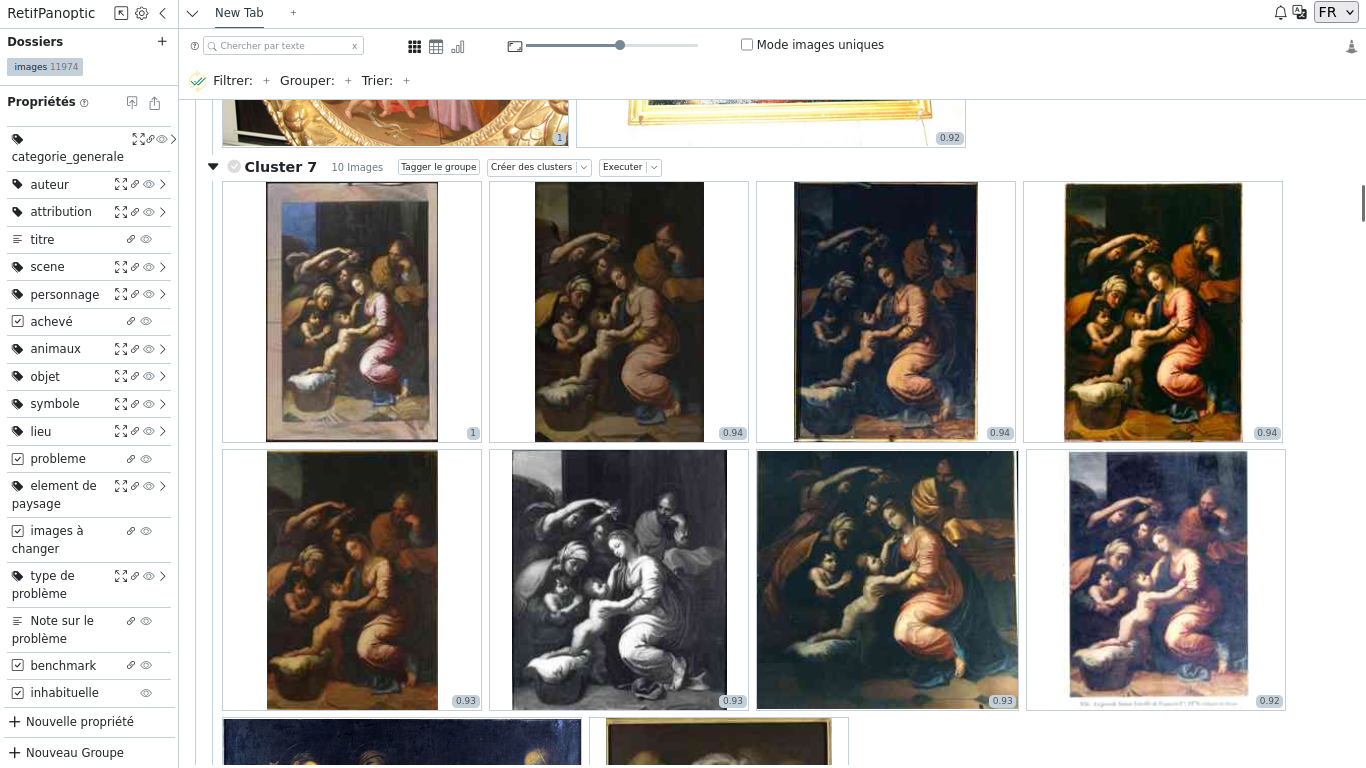 RetifPanoptic
New Tab
+
FR
Dossiers
+
images 11974
Chercher par texte
x
Mode images uniques
Filtrer: + Grouper: + Trier: +
Propriétés
categorie_generale
auteur
attribution
titre
scene
personnage
achevé
animaux
objet
symbole
lieu
probleme
element de
paysage
images à
changer
type de
problème
Note sur le
problème
benchmark
inhabituelle
+ Nouvelle propriété
+ Nouveau Groupe
1
0.92
Cluster 7
10 Images
Tagger le groupe
Créer des clusters
Executer
1
0.94
0.94
0.94
0.93
0.93
0.93
0.92